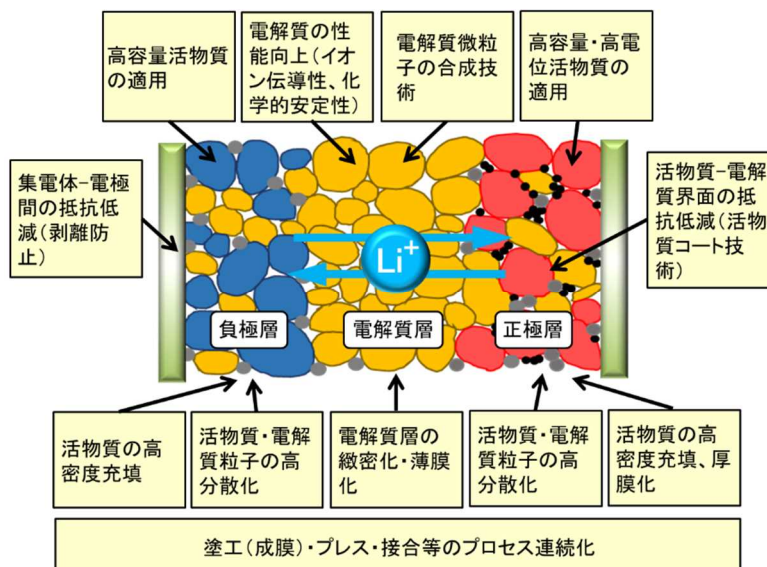 高容量活物質
の適用
電解質の性
能向上(イオ
ン伝導性、化
学的安定性)
電解質微粒
子の合成技
術
高容量・高電
位活物質の
適用
集電体-電極
間の抵抗低
減(剥離防
止)
活物質-電解
質界面の抵
抗低減(活物
質コート技
術)
Li+
負極層
電解質層
正極層
活物質の高
密度充填
活物質・電解
質粒子の高
分散化
電解質層の
緻密化・薄膜
化
活物質・電解
質粒子の高
分散化
活物質の高
密度充填、厚
膜化
塗工(成膜)・プレス・接合等のプロセス連続化